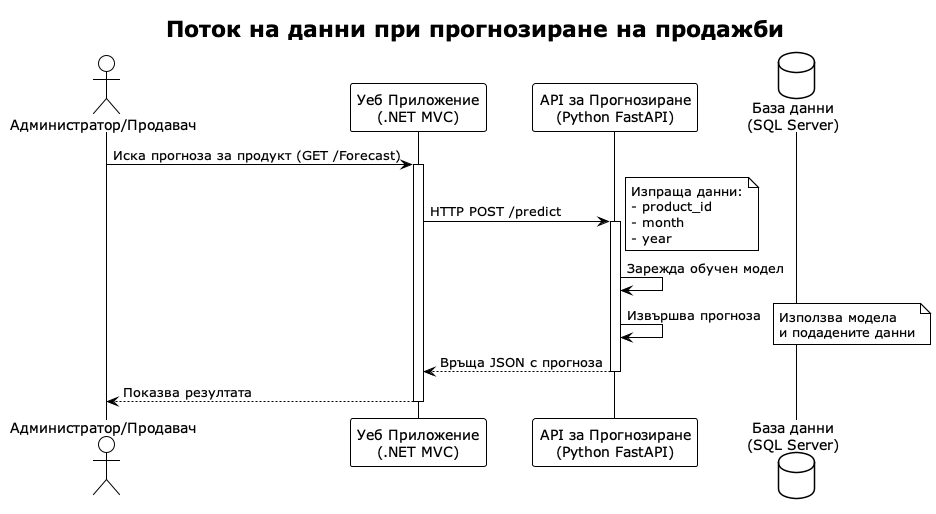 Поток на данни при прогнозиране на продажби
Администратор/Продавач
Уеб Приложение
(.NET MVC)
API за Прогнозиране
(Python FastAPI)
База данни
(SQL Server)
Иска прогноза за продукт (GET /Forecast)
HTTP POST /predict
Изпраща данни:
- product_id
- month
- year
Зарежда обучен модел
Извършва прогноза
Използва модела
и подадените данни
Връща JSON с прогноза
Показва резултата
Администратор/Продавач
Уеб Приложение
(.NET MVC)
API за Прогнозиране
(Python FastAPI)
База данни
(SQL Server)